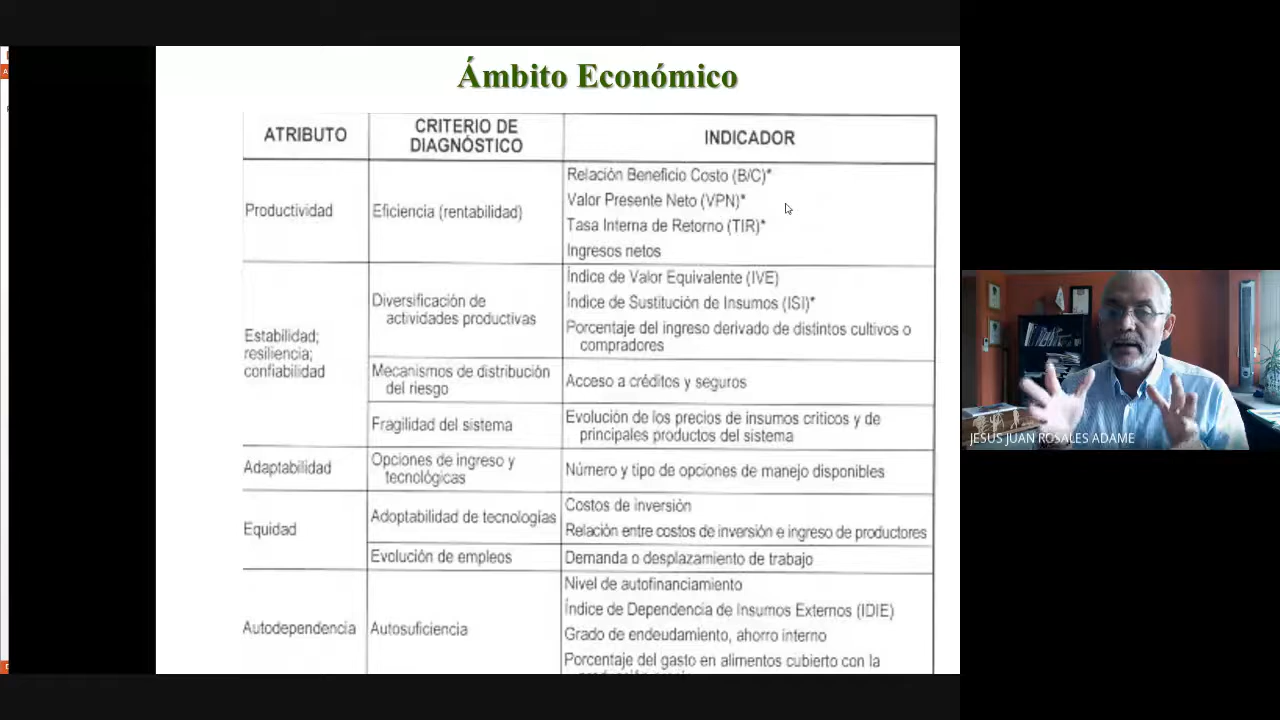 Ámbito Económico
ATRIBUTO
CRITERIO DE
DIAGNÓSTICO
INDICADOR
Productividad
Eficiencia (rentabilidad)
Relación Beneficio Costo (B/C)*
Valor Presente Neto (VPN)*
Tasa Interna de Retorno (TIR)*
Ingresos netos
Estabilidad;
resiliencia;
confiabilidad
Diversificación de
actividades productivas
Índice de Valor Equivalente (IVE)
Índice de Sustitución de Insumos (ISI)*
Porcentaje del ingreso derivado de distintos cultivos o
compradores
Mecanismos de distribución
del riesgo
Acceso a créditos y seguros
Fragilidad del sistema
Evolución de los precios de insumos críticos y de
principales productos del sistema
Adaptabilidad
Opciones de ingreso y
tecnológicas
Número y tipo de opciones de manejo disponibles
Equidad
Adoptabilidad de tecnologías
Costos de inversión
Relación entre costos de inversión e ingreso de productores
Evolución de empleos
Demanda o desplazamiento de trabajo
Autodependencia
Autosuficiencia
Nivel de autofinanciamiento
Índice de Dependencia de Insumos Externos (IDIE)
Grado de endeudamiento, ahorro interno
Porcentaje del gasto en alimentos cubierto con la
JESUS JUAN ROSALES ADAME